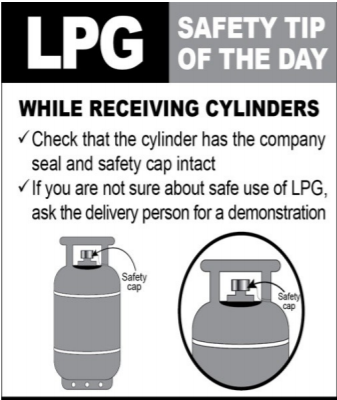 LPG
SAFETY TIP
OF THE DAY
WHILE RECEIVING CYLINDERS
✓Check that the cylinder has the company
seal and safety cap intact
✓If you are not sure about safe use of LPG,
ask the delivery person for a demonstration
Safety
cap
Safety
cap